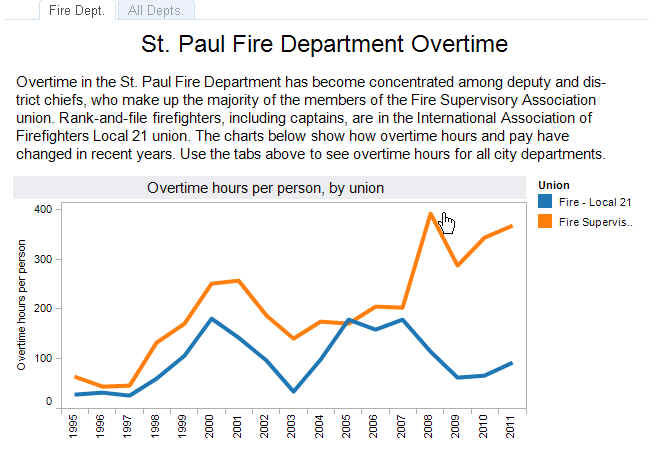 Fire Dept. All Depts.
St. Paul Fire Department Overtime
Overtime in the St. Paul Fire Department has become concentrated among deputy and dis-
trict chiefs, who make up the majority of the members of the Fire Supervisory Association
union. Rank-and-file firefighters, including captains, are in the International Association of
Firefighters Local 21 union. The charts below show how overtime hours and pay have
changed in recent years. Use the tabs above to see overtime hours for all city departments.
Overtime hours per person, by union
Union
Fire - Local 21
Fire Supervis..
Overtime hours per person
400
300
200
100
0
1995
1996
1997
1998
1999
2000
2001
2002
2003
2004
2005
2006
2007
2008
2009
2010
2011